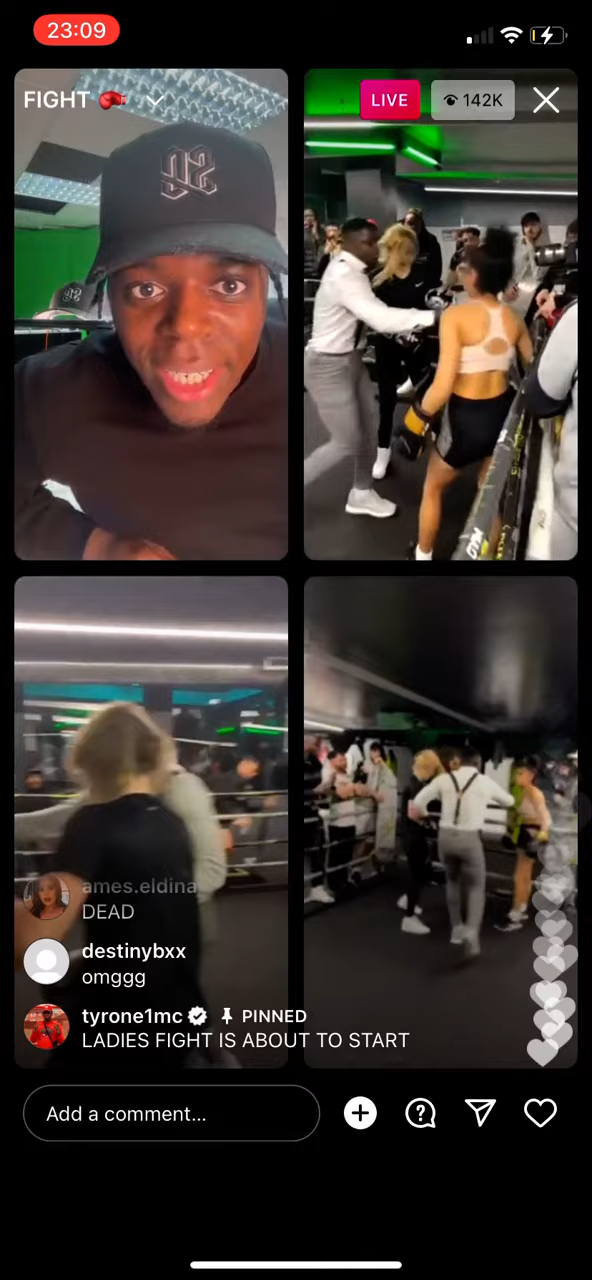 23:09
FIGHT 🥊
LIVE
142K
ames.eldina
DEAD
destinybxx
omggg
tyrone1mc PINNED
LADIES FIGHT IS ABOUT TO START
Add a comment...